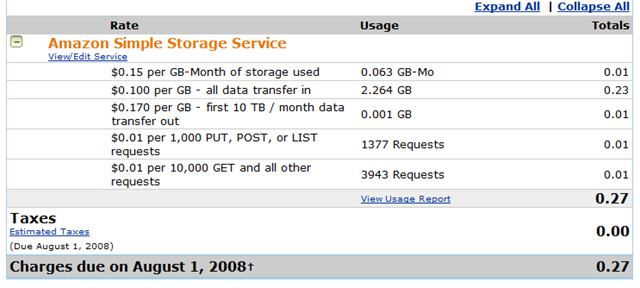 Expand All | Collapse All
Rate Usage Totals
Amazon Simple Storage Service
View/Edit Service
$0.15 per GB-Month of storage used 0.063 GB-Mo 0.01
$0.100 per GB - all data transfer in 2.264 GB 0.23
$0.170 per GB - first 10 TB / month data
transfer out 0.001 GB 0.01
$0.01 per 1,000 PUT, POST, or LIST
requests 1377 Requests 0.01
$0.01 per 10,000 GET and all other
requests 3943 Requests 0.01
View Usage Report 0.27
Taxes
Estimated Taxes 0.00
(Due August 1, 2008)
Charges due on August 1, 2008† 0.27